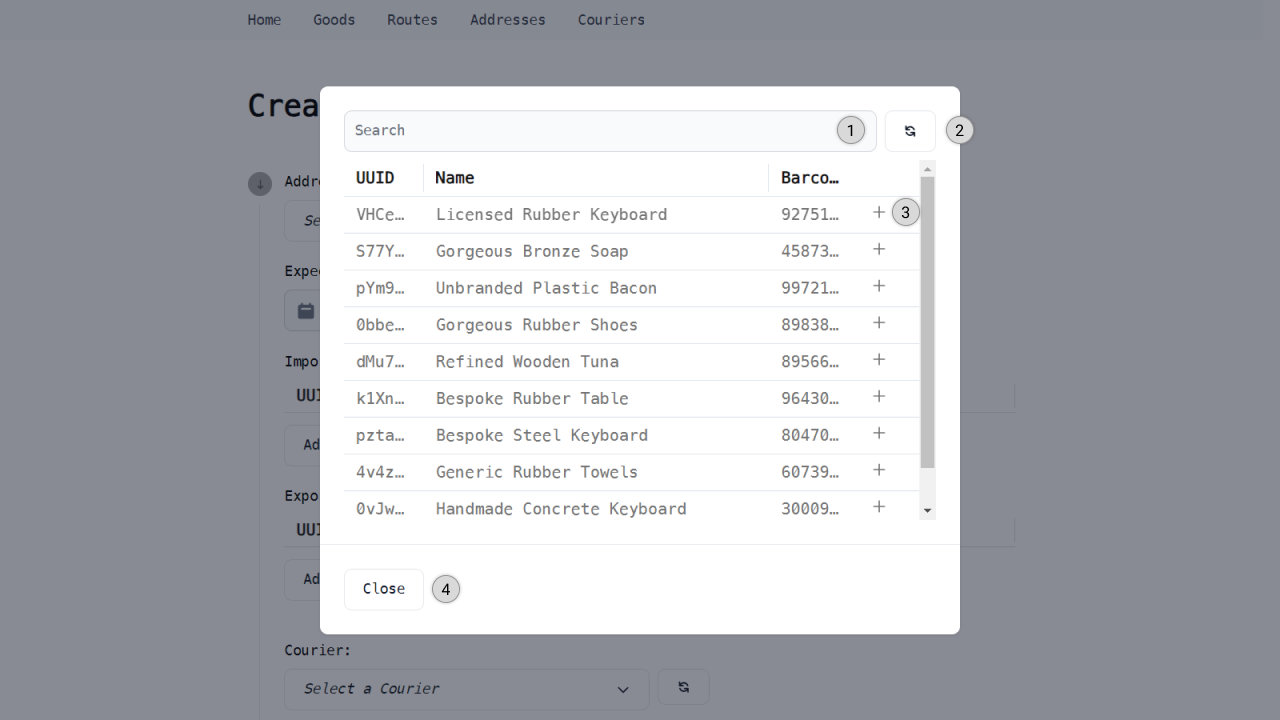 Home Goods Routes Addresses Couriers
Crea
Search 1 2
↓ Addre
UUID Name Barco…
Se
VHCe… Licensed Rubber Keyboard 92751… + 3
S77Y… Gorgeous Bronze Soap 45873… +
Expe
pYm9… Unbranded Plastic Bacon 99721… +
0bbe… Gorgeous Rubber Shoes 89838… +
Impo
dMu7… Refined Wooden Tuna 89566… +
UUI
k1Xn… Bespoke Rubber Table 96430… +
Ad
pzta… Bespoke Steel Keyboard 80470… +
4v4z… Generic Rubber Towels 60739… +
Expo
0vJw… Handmade Concrete Keyboard 30009… +
UUI
Ad
Close 4
Courier:
Select a Courier